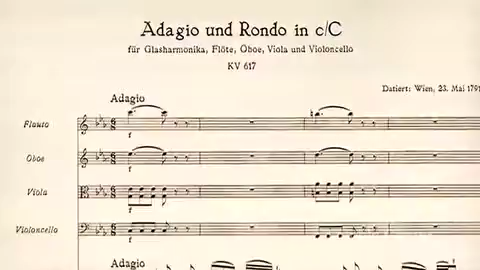 Adagio und Rondo in c/C
für Glasharmonika, Flöte, Oboe, Viola und Violoncello
KV 617
Datiert: Wien, 23. Mai 1791
Adagio
Flauto
f
Oboe
f
Viola
f
Violoncello
f
Adagio